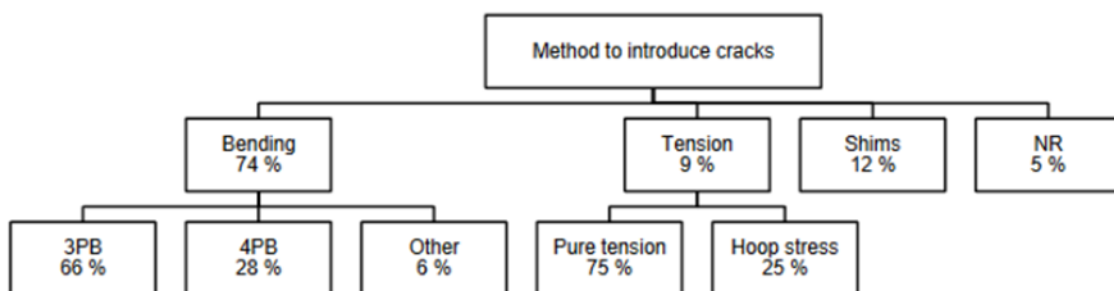 Method to introduce cracks
Bending
74 %
Tension
9 %
Shims
12 %
NR
5 %
3PB
66 %
4PB
28 %
Other
6 %
Pure tension
75 %
Hoop stress
25 %